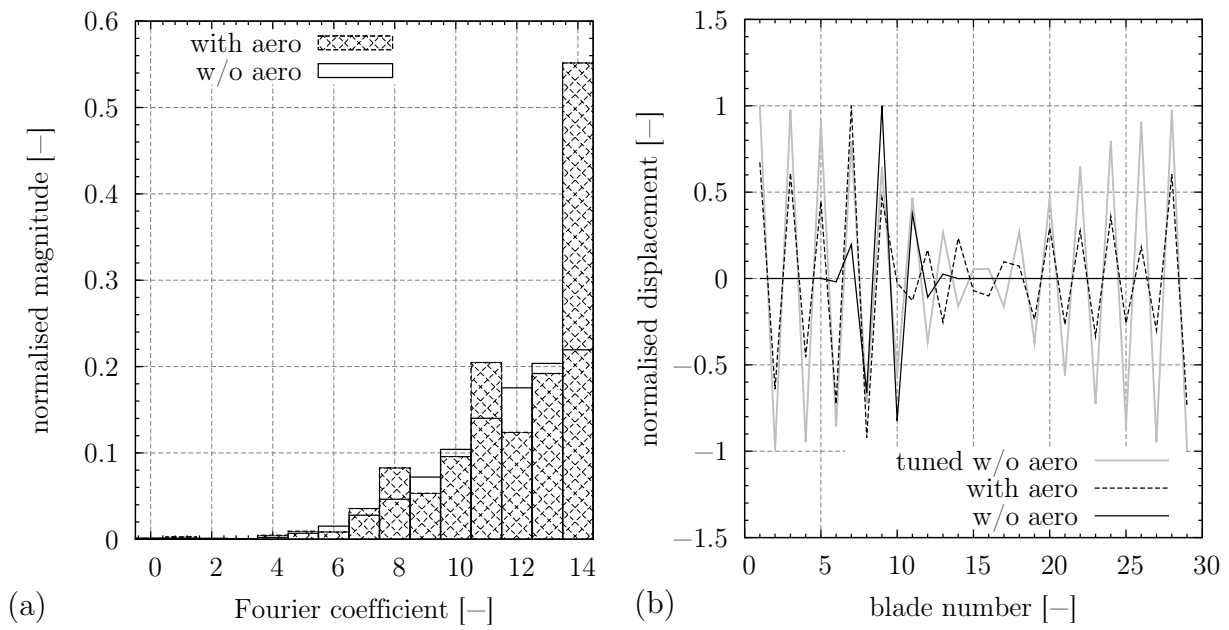 0.6
0.5
0.4
0.3
0.2
0.1
0
normalised magnitude [−]
with aero
w/o aero
0 2 4 6 8 10 12 14
Fourier coefficient [−]
(a)
1.5
1
0.5
0
−0.5
−1
−1.5
normalised displacement [−]
tuned w/o aero
with aero
w/o aero
0 5 10 15 20 25 30
blade number [−]
(b)